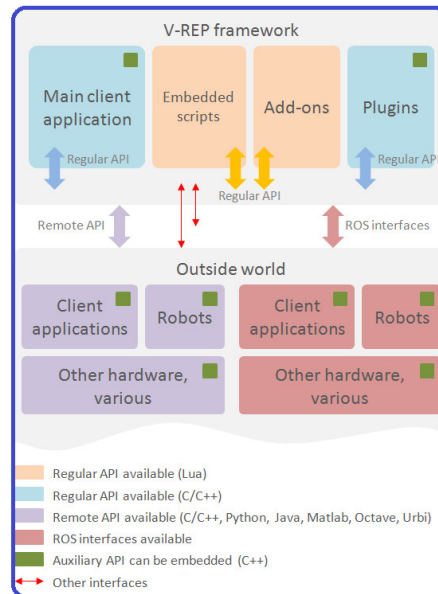 V-REP framework
Main client
application
Embedded
scripts
Add-ons
Plugins
Regular API
Regular API
Regular API
Remote API
ROS interfaces
Outside world
Client
applications
Robots
Client
applications
Robots
Other hardware,
various
Other hardware,
various
Regular API available (Lua)
Regular API available (C/C++)
Remote API available (C/C++, Python, Java, Matlab, Octave, Urbi)
ROS interfaces available
Auxiliary API can be embedded (C++)
Other interfaces